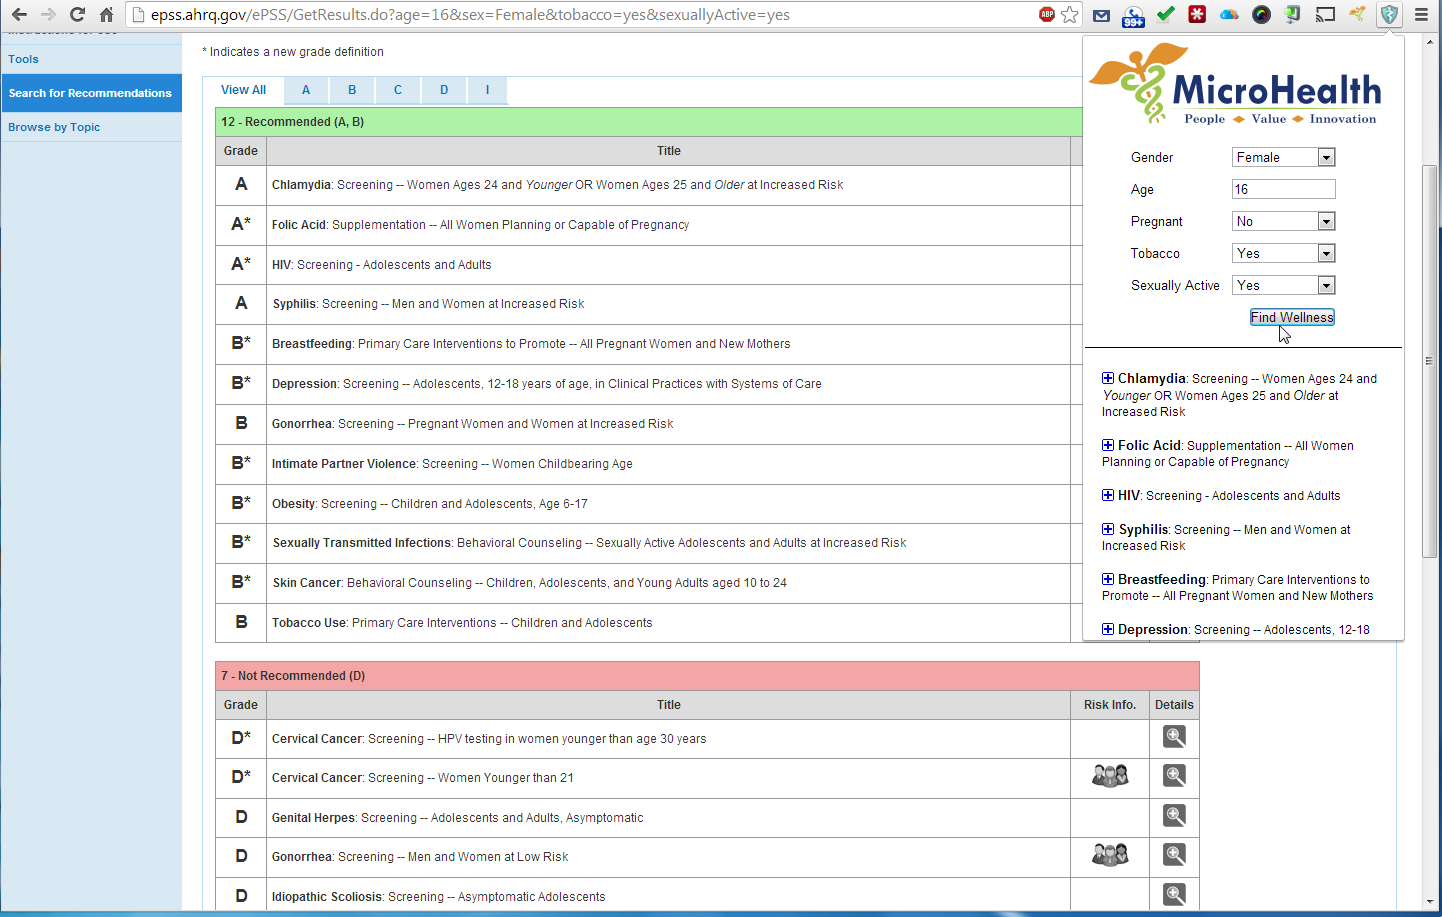 epss.ahrq.gov/ePSS/GetResults.do?age=16&sex=Female&tobacco=yes&sexuallyActive=yes
ABP
99+
Tools
Search for Recommendations
Browse by Topic
* Indicates a new grade definition
View All A B C D I
12 - Recommended (A, B)
Grade Title
A Chlamydia: Screening -- Women Ages 24 and Younger OR Women Ages 25 and Older at Increased Risk
A* Folic Acid: Supplementation -- All Women Planning or Capable of Pregnancy
A* HIV: Screening - Adolescents and Adults
A Syphilis: Screening -- Men and Women at Increased Risk
B* Breastfeeding: Primary Care Interventions to Promote -- All Pregnant Women and New Mothers
B* Depression: Screening -- Adolescents, 12-18 years of age, in Clinical Practices with Systems of Care
B Gonorrhea: Screening -- Pregnant Women and Women at Increased Risk
B* Intimate Partner Violence: Screening -- Women Childbearing Age
B* Obesity: Screening -- Children and Adolescents, Age 6-17
B* Sexually Transmitted Infections: Behavioral Counseling -- Sexually Active Adolescents and Adults at Increased Risk
B* Skin Cancer: Behavioral Counseling -- Children, Adolescents, and Young Adults aged 10 to 24
B Tobacco Use: Primary Care Interventions -- Children and Adolescents
7 - Not Recommended (D)
Grade Title Risk Info. Details
D* Cervical Cancer: Screening -- HPV testing in women younger than age 30 years
D* Cervical Cancer: Screening -- Women Younger than 21
D Genital Herpes: Screening -- Adolescents and Adults, Asymptomatic
D Gonorrhea: Screening -- Men and Women at Low Risk
D Idiopathic Scoliosis: Screening -- Asymptomatic Adolescents
MicroHealth
People Value Innovation
Gender Female
Age 16
Pregnant No
Tobacco Yes
Sexually Active Yes
Find Wellness
Chlamydia: Screening -- Women Ages 24 and
Younger OR Women Ages 25 and Older at
Increased Risk
Folic Acid: Supplementation -- All Women
Planning or Capable of Pregnancy
HIV: Screening - Adolescents and Adults
Syphilis: Screening -- Men and Women at
Increased Risk
Breastfeeding: Primary Care Interventions to
Promote -- All Pregnant Women and New Mothers
Depression: Screening -- Adolescents, 12-18